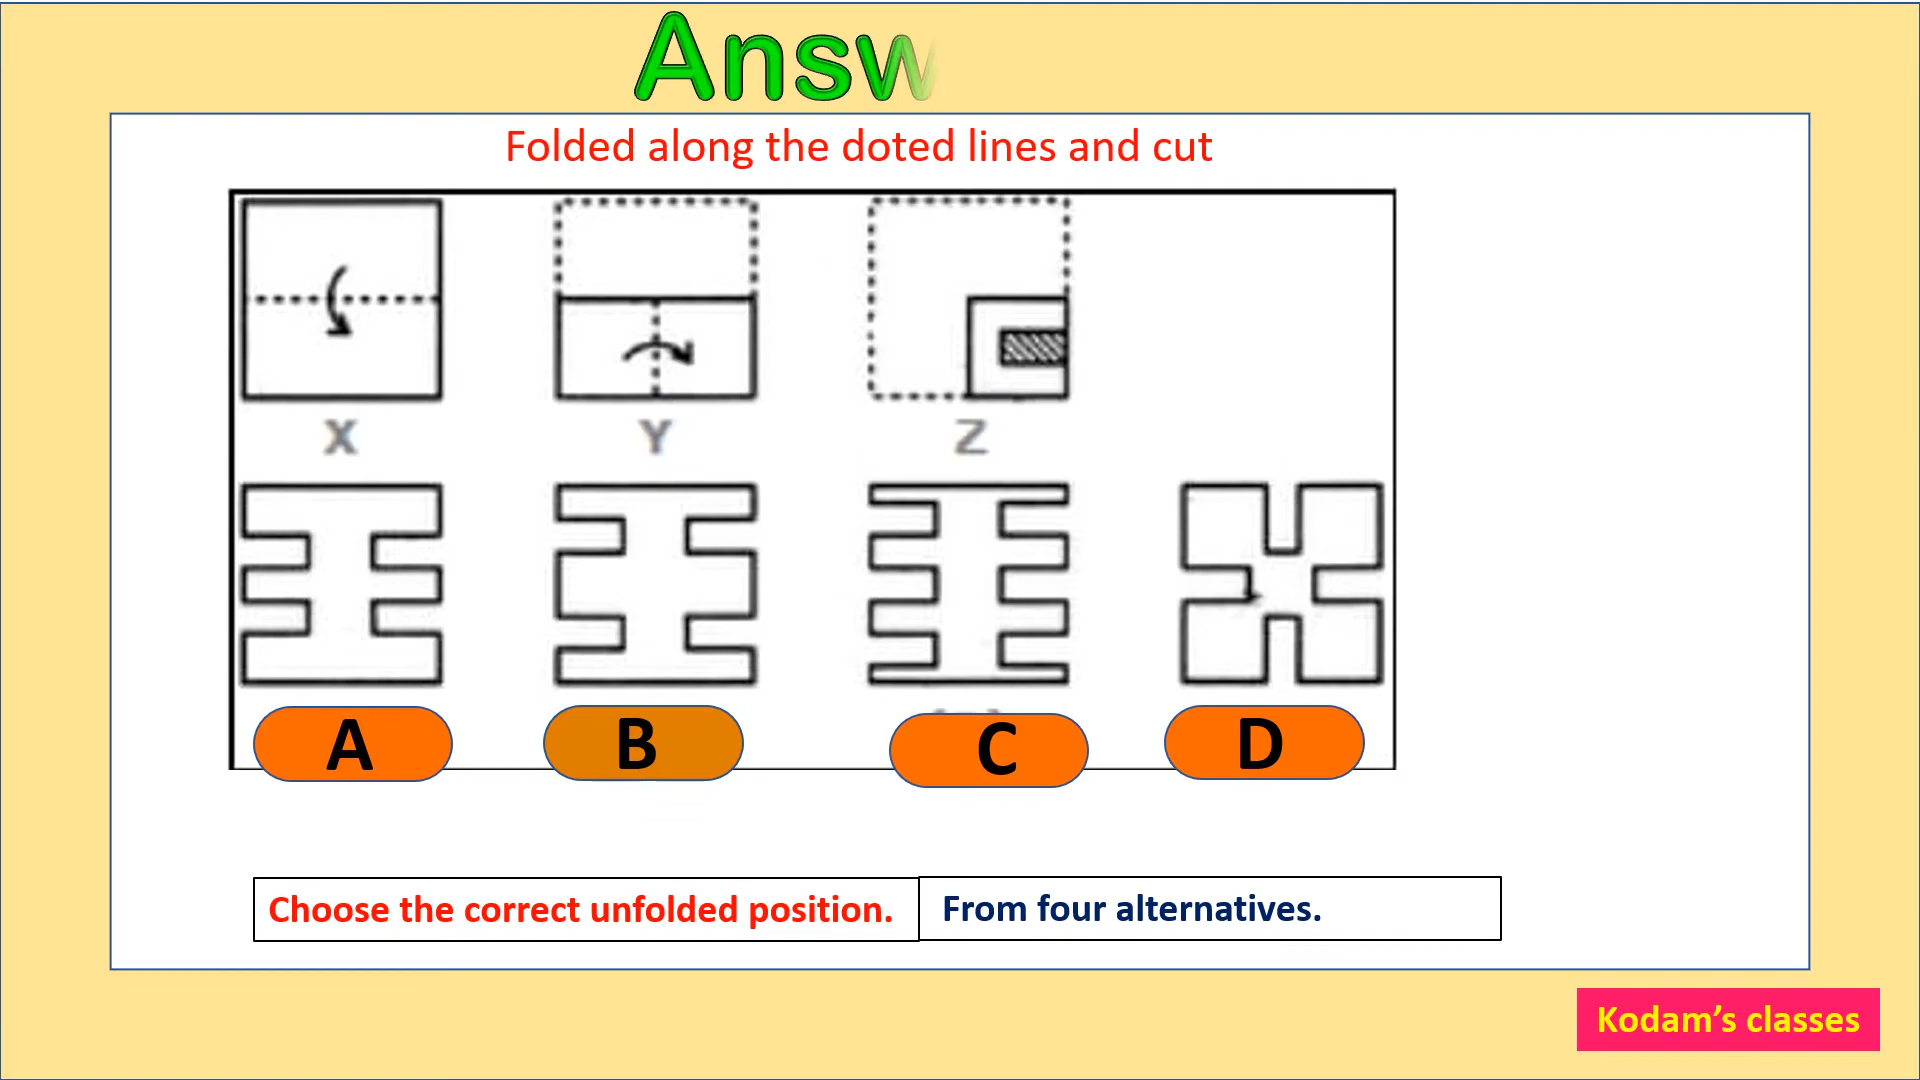 Answ
Folded along the doted lines and cut
X Y Z
A B C D
Choose the correct unfolded position. From four alternatives.
Kodam's classes